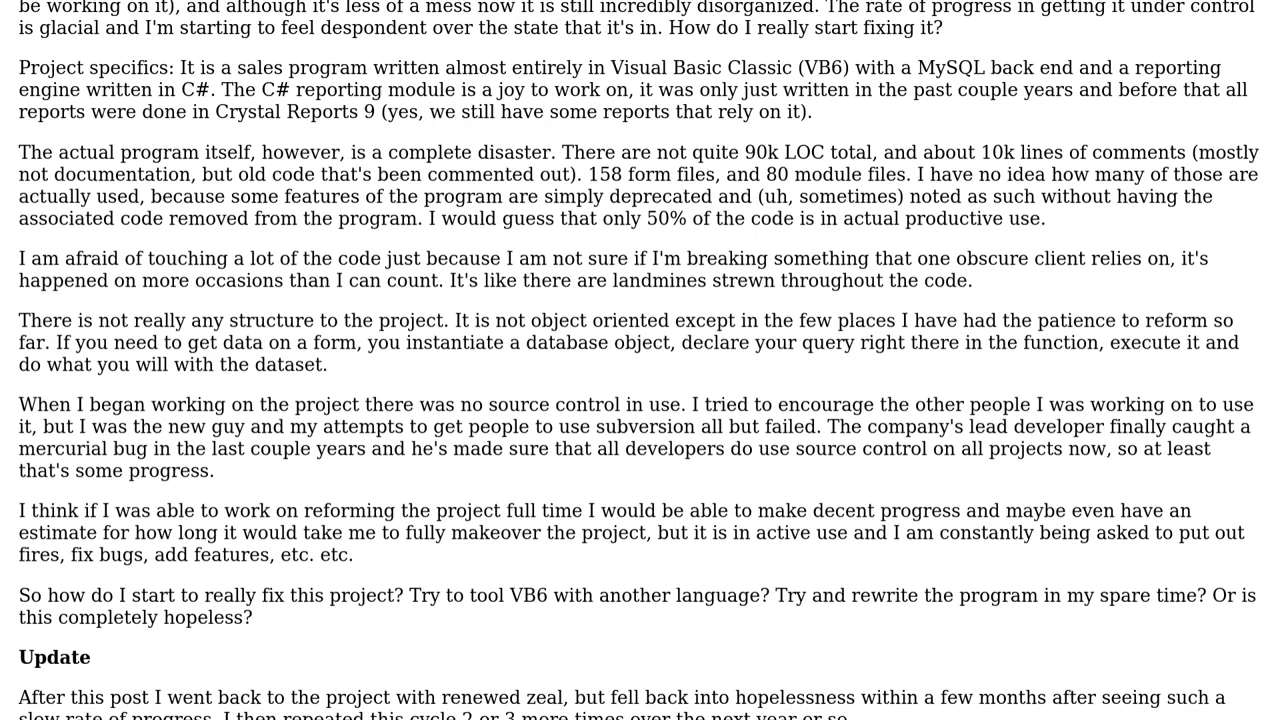 be working on it), and although it's less of a mess now it is still incredibly disorganized. The rate of progress in getting it under control
is glacial and I'm starting to feel despondent over the state that it's in. How do I really start fixing it?
Project specifics: It is a sales program written almost entirely in Visual Basic Classic (VB6) with a MySQL back end and a reporting
engine written in C#. The C# reporting module is a joy to work on, it was only just written in the past couple years and before that all
reports were done in Crystal Reports 9 (yes, we still have some reports that rely on it).
The actual program itself, however, is a complete disaster. There are not quite 90k LOC total, and about 10k lines of comments (mostly
not documentation, but old code that's been commented out). 158 form files, and 80 module files. I have no idea how many of those are
actually used, because some features of the program are simply deprecated and (uh, sometimes) noted as such without having the
associated code removed from the program. I would guess that only 50% of the code is in actual productive use.
I am afraid of touching a lot of the code just because I am not sure if I'm breaking something that one obscure client relies on, it's
happened on more occasions than I can count. It's like there are landmines strewn throughout the code.
There is not really any structure to the project. It is not object oriented except in the few places I have had the patience to reform so
far. If you need to get data on a form, you instantiate a database object, declare your query right there in the function, execute it and
do what you will with the dataset.
When I began working on the project there was no source control in use. I tried to encourage the other people I was working on to use
it, but I was the new guy and my attempts to get people to use subversion all but failed. The company's lead developer finally caught a
mercurial bug in the last couple years and he's made sure that all developers do use source control on all projects now, so at least
that's some progress.
I think if I was able to work on reforming the project full time I would be able to make decent progress and maybe even have an
estimate for how long it would take me to fully makeover the project, but it is in active use and I am constantly being asked to put out
fires, fix bugs, add features, etc. etc.
So how do I start to really fix this project? Try to tool VB6 with another language? Try and rewrite the program in my spare time? Or is
this completely hopeless?
Update
After this post I went back to the project with renewed zeal, but fell back into hopelessness within a few months after seeing such a
slow rate of progress. I then repeated this cycle 2 or 3 more times over the next year or so.